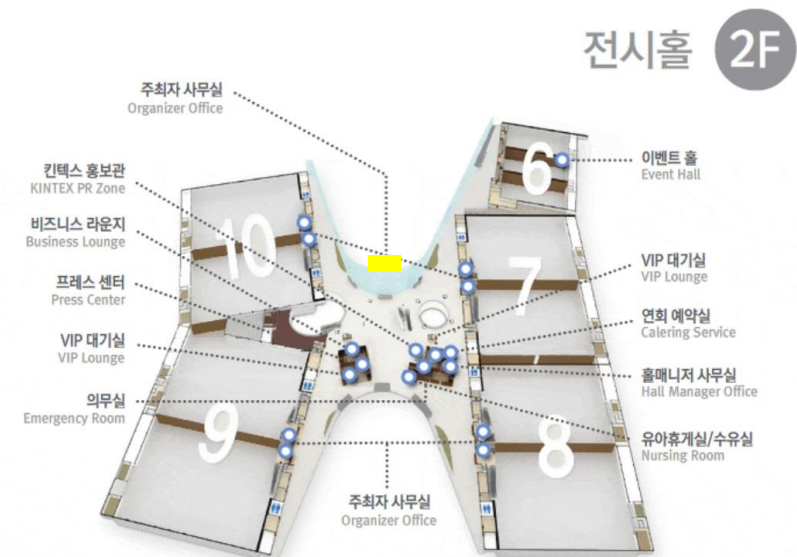 전시홀 2F
주최자 사무실
Organizer Office
킨텍스 홍보관
KINTEX PR Zone
비즈니스 라운지
Business Lounge
프레스 센터
Press Center
VIP 대기실
VIP Lounge
의무실
Emergency Room
10
9
6
7
8
이벤트 홀
Event Hall
VIP 대기실
VIP Lounge
연회 예약실
Calering Service
홀매니저 사무실
Hall Manager Office
유아휴게실/수유실
Nursing Room
주최자 사무실
Organizer Office